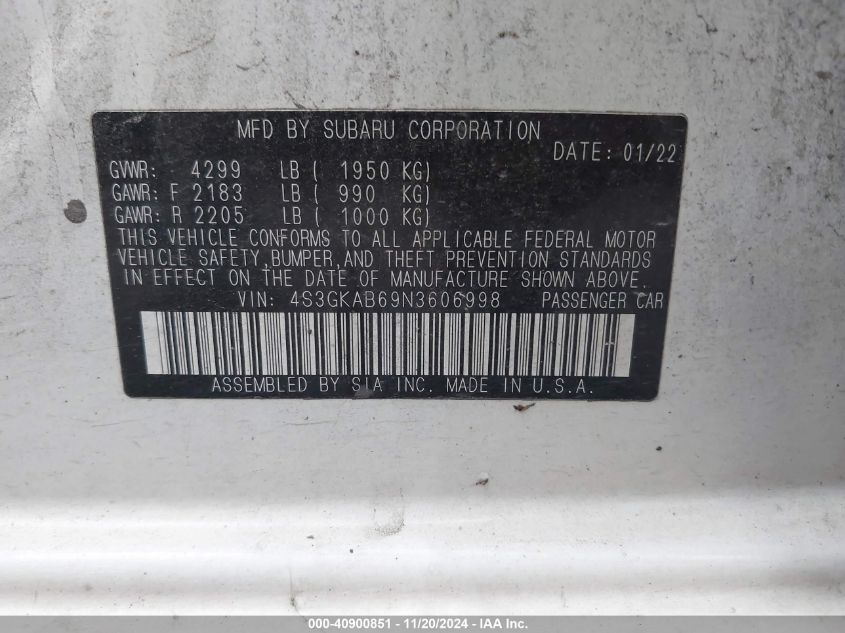 MFD BY SUBARU CORPORATION
DATE: 01/22
GVWR: 4299 LB ( 1950 KG)
GAWR: F 2183 LB ( 990 KG)
GAWR: R 2205 LB ( 1000 KG)
THIS VEHICLE CONFORMS TO ALL APPLICABLE FEDERAL MOTOR
VEHICLE SAFETY, BUMPER, AND THEFT PREVENTION STANDARDS
IN EFFECT ON THE DATE OF MANUFACTURE SHOWN ABOVE.
VIN: 4S3GKAB69N3606998 PASSENGER CAR
ASSEMBLED BY SIA INC. MADE IN U.S.A.
000-40900851 - 11/20/2024 - IAA Inc.